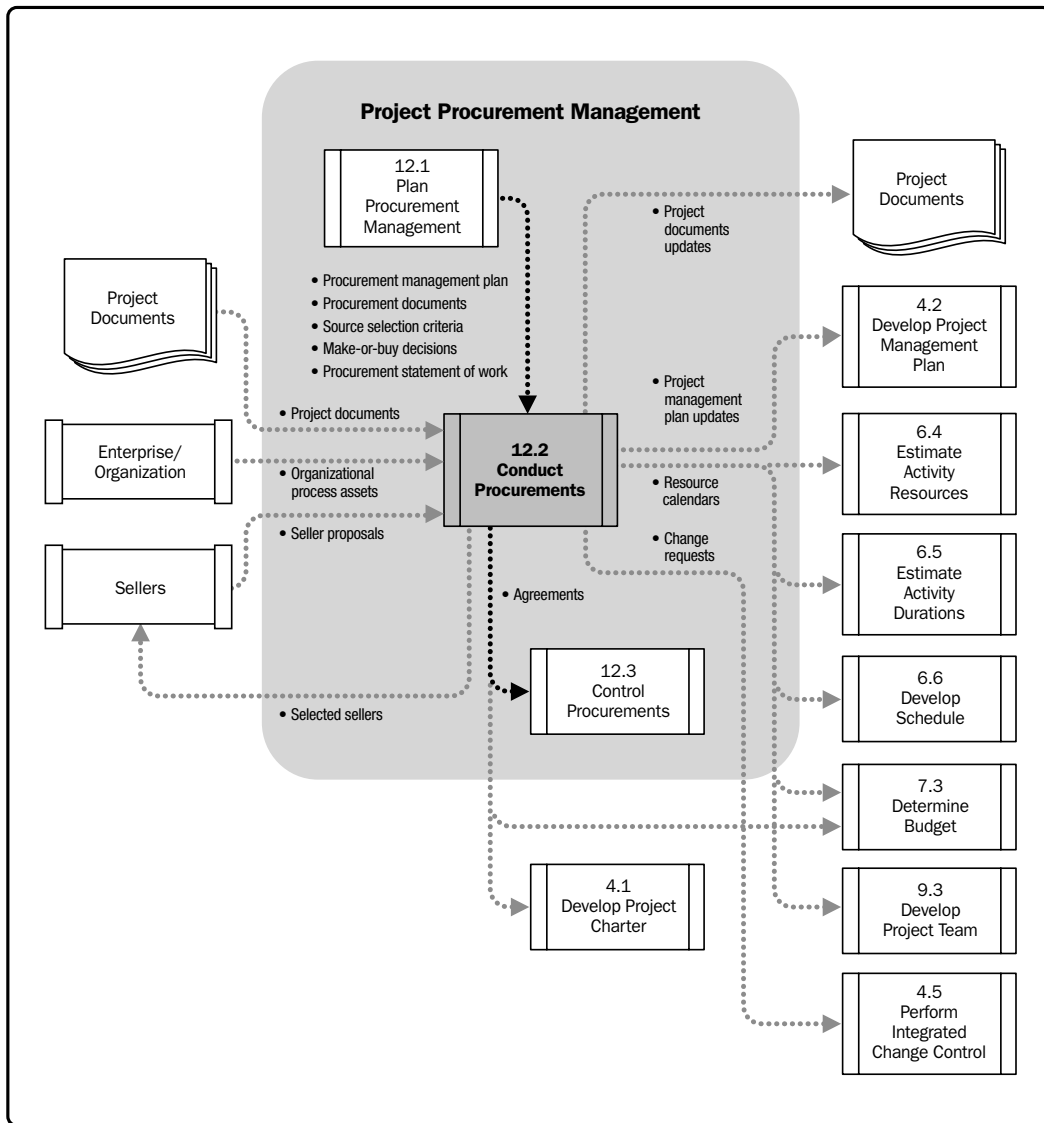 Project Procurement Management
12.1
Plan
Procurement
Management
• Procurement management plan
• Procurement documents
• Source selection criteria
• Make-or-buy decisions
• Procurement statement of work
Project
Documents
Enterprise/
Organization
Sellers
• Project documents
• Organizational
process assets
• Seller proposals
12.2
Conduct
Procurements
• Agreements
• Selected sellers
12.3
Control
Procurements
4.1
Develop Project
Charter
• Project
documents
updates
• Project
management
plan updates
• Resource
calendars
• Change
requests
Project
Documents
4.2
Develop Project
Management
Plan
6.4
Estimate
Activity
Resources
6.5
Estimate
Activity
Durations
6.6
Develop
Schedule
7.3
Determine
Budget
9.3
Develop
Project Team
4.5
Perform
Integrated
Change Control